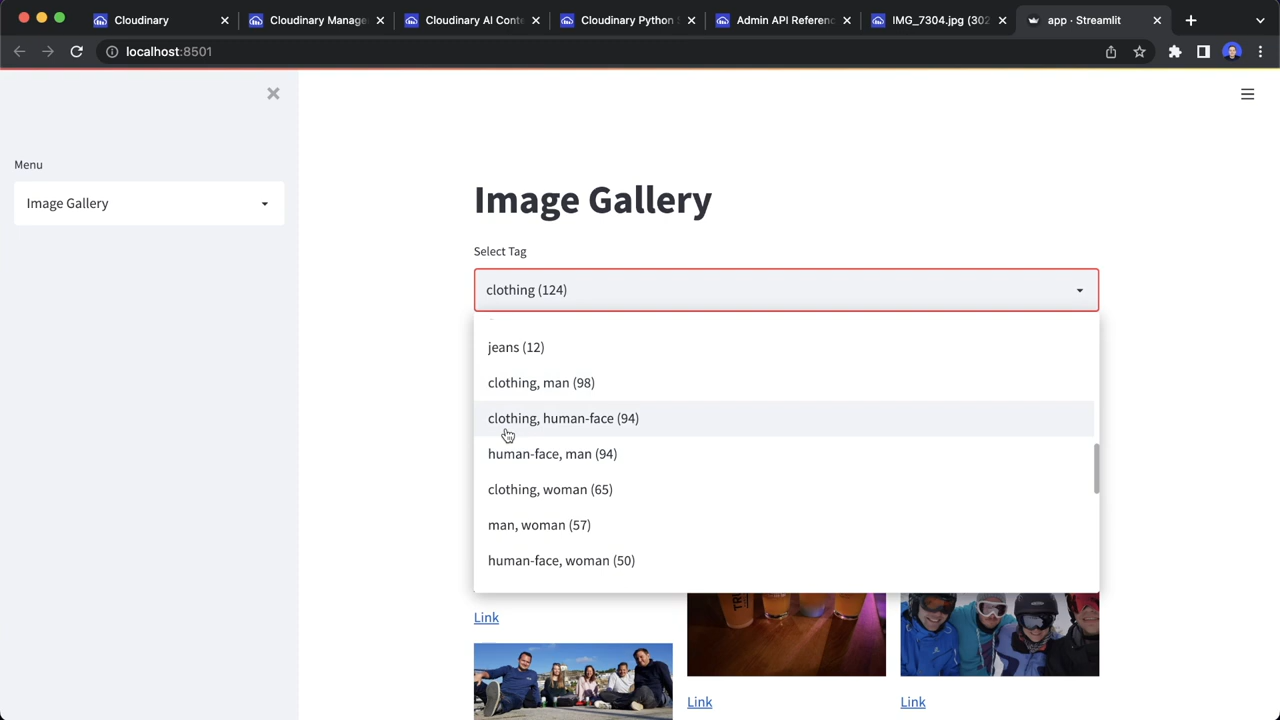 Cloudinary
Cloudinary Manage
Cloudinary AI Conte
Cloudinary Python S
Admin API Referenc
IMG_7304.jpg (302
app · Streamlit
localhost:8501
Menu
Image Gallery
Image Gallery
Select Tag
clothing (124)
jeans (12)
clothing, man (98)
clothing, human-face (94)
human-face, man (94)
clothing, woman (65)
man, woman (57)
human-face, woman (50)
Link
Link
Link